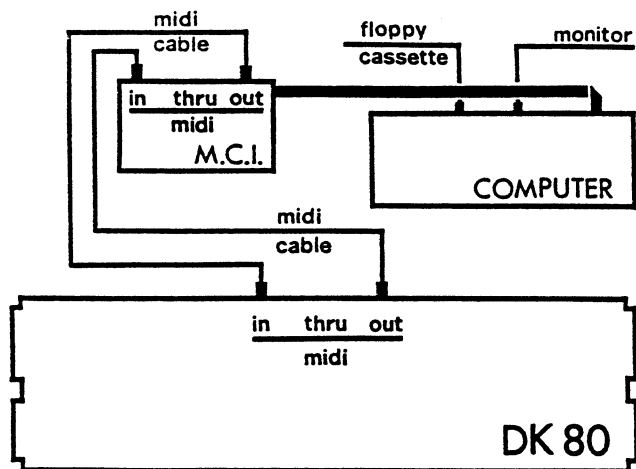 midi
cable
floppy
cassette
monitor
in thru out
midi
M.C.I.
COMPUTER
midi
cable
in thru out
midi
DK 80